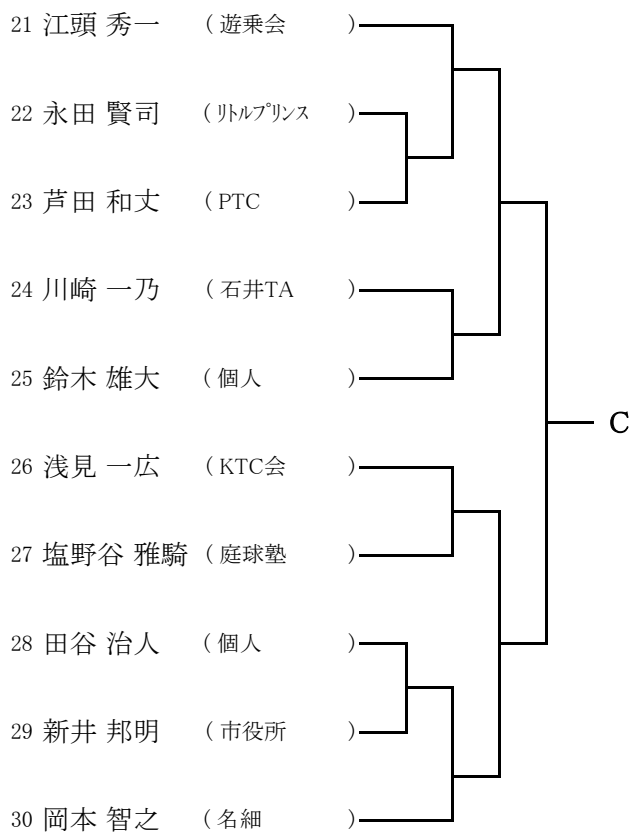 21 江頭 秀一 ( 遊乗会 )
22 永田 賢司 ( ﾘﾄﾙﾌﾟﾘﾝｽ )
23 芦田 和丈 ( PTC )
24 川崎 一乃 ( 石井TA )
25 鈴木 雄大 ( 個人 )
C
26 浅見 一広 ( KTC会 )
27 塩野谷 雅騎 ( 庭球塾 )
28 田谷 治人 ( 個人 )
29 新井 邦明 ( 市役所 )
30 岡本 智之 ( 名細 )